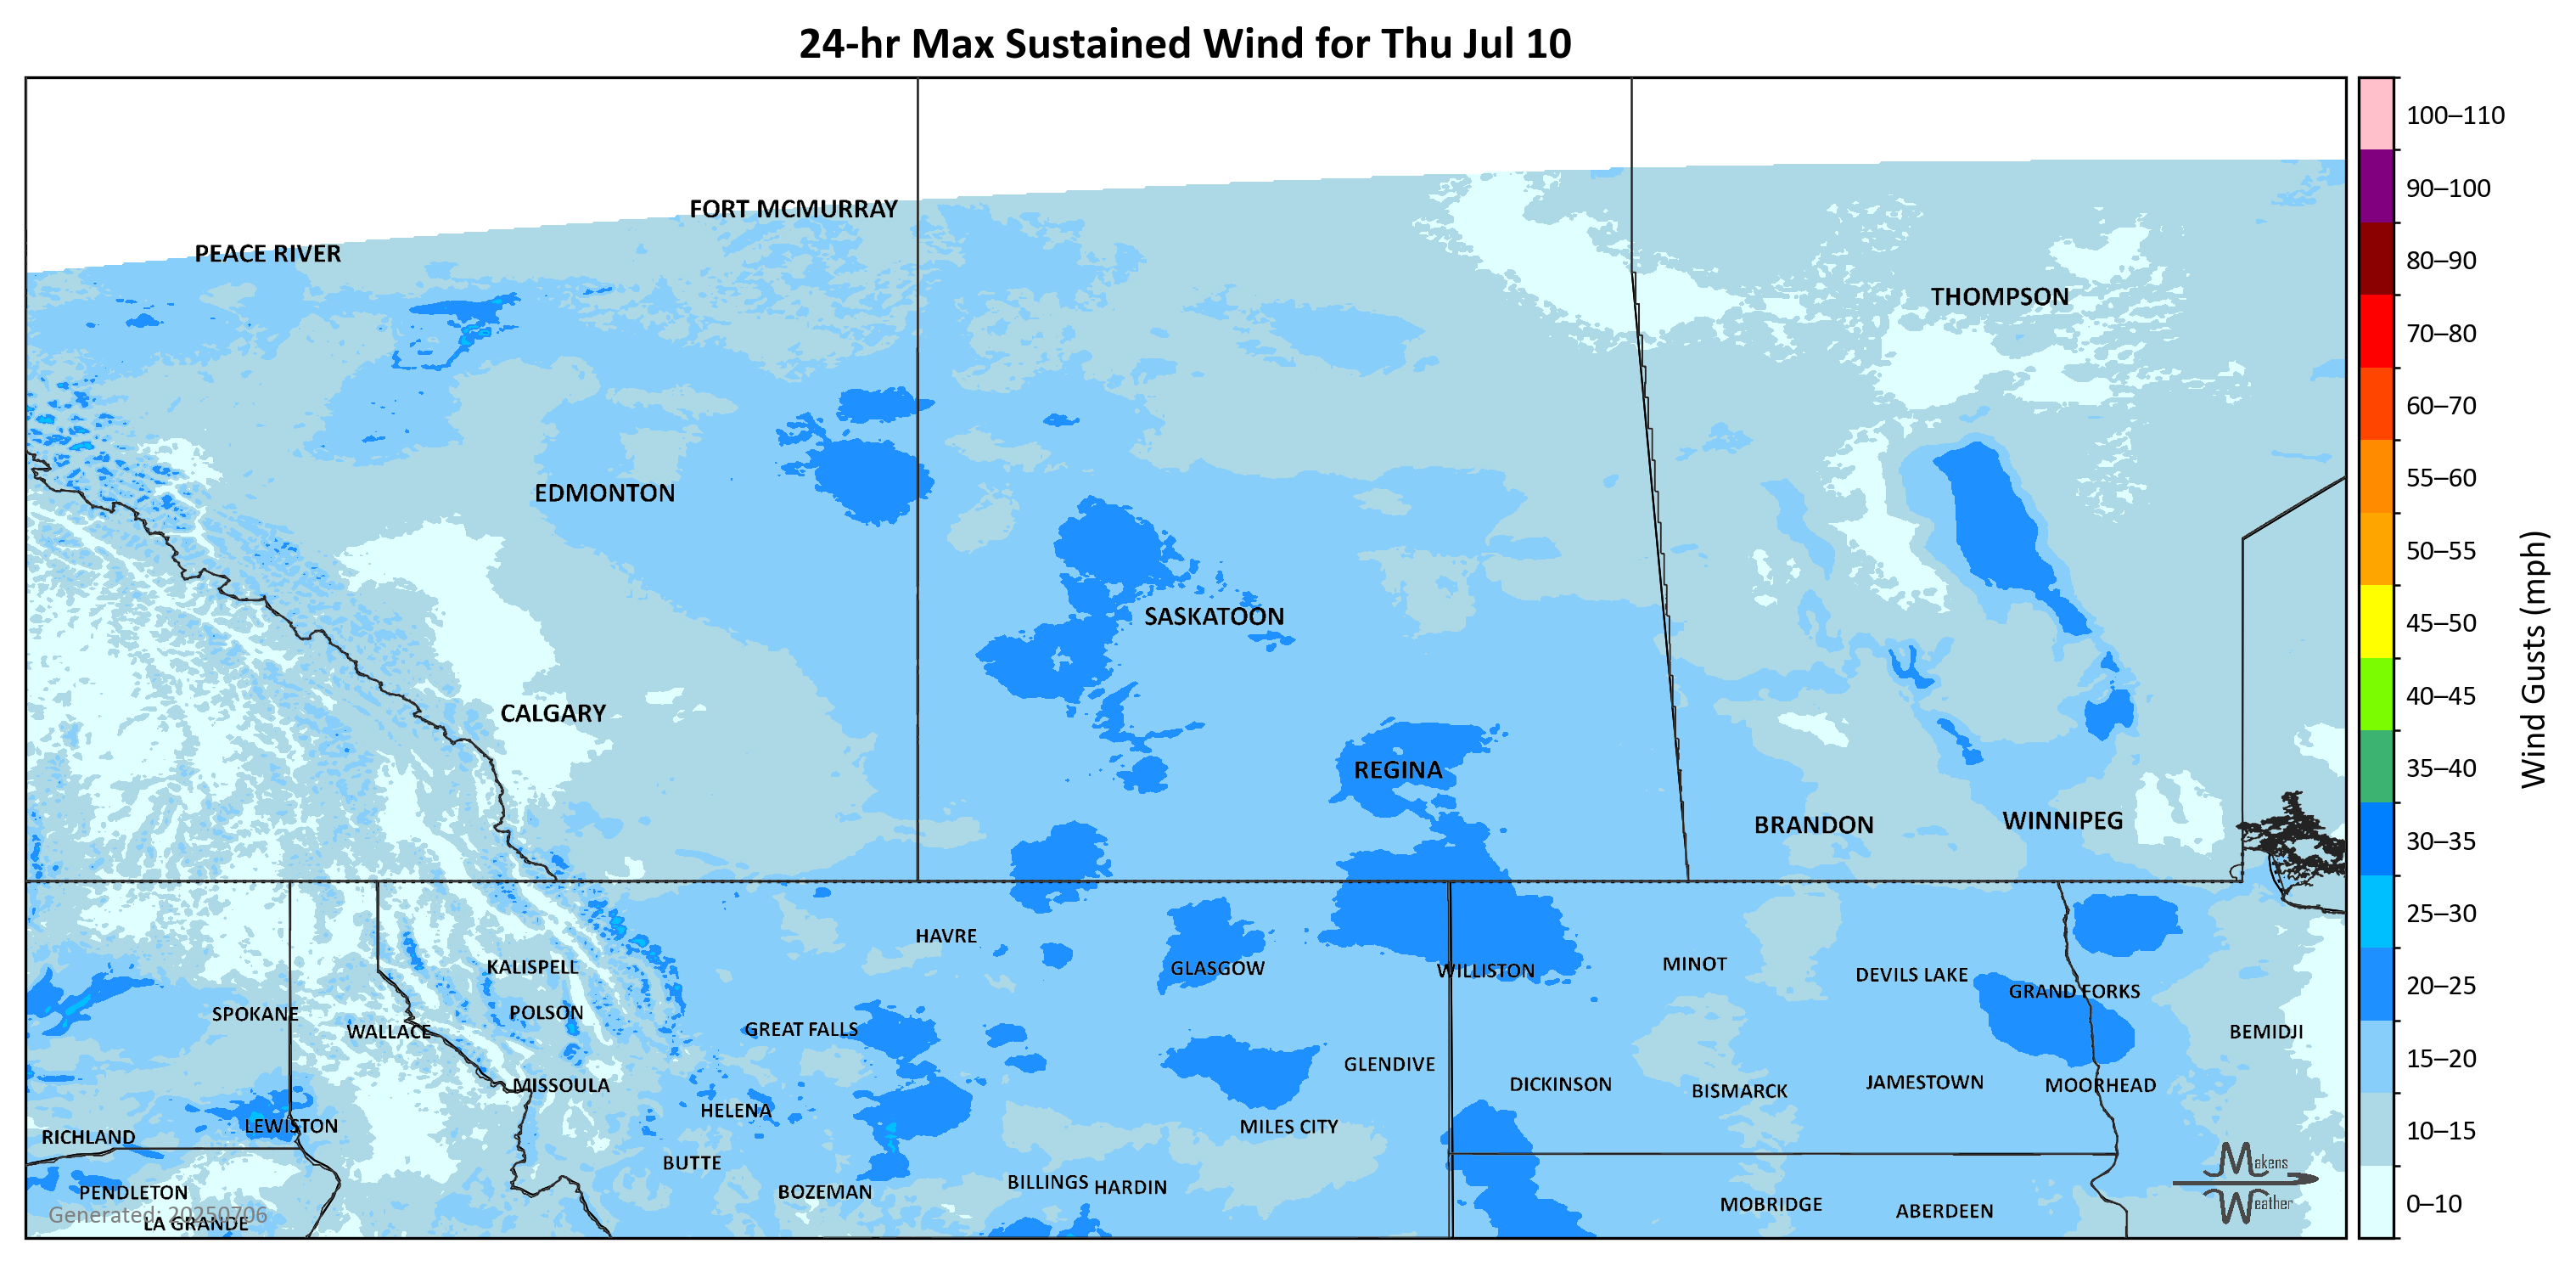 24-hr Max Sustained Wind for Thu Jul 10
100–110
FORT MCMURRAY
90–100
PEACE RIVER
80–90
THOMPSON
70–80
60–70
55–60
EDMONTON
50–55
SASKATOON
45–50
Wind Gusts (mph)
40–45
CALGARY
REGINA
35–40
BRANDON
WINNIPEG
30–35
25–30
HAVRE
KALISPELL
GLASGOW
WILLISTON
MINOT
DEVILS LAKE
20–25
GRAND FORKS
SPOKANE
POLSON
WALLACE
GREAT FALLS
BEMIDJI
15–20
GLENDIVE
MISSOULA
DICKINSON
BISMARCK
JAMESTOWN
MOORHEAD
HELENA
LEWISTON
MILES CITY
10–15
RICHLAND
BUTTE
Makens
Weather
PENDLETON
BOZEMAN
BILLINGS
HARDIN
MOBRIDGE
ABERDEEN
0–10
Generated: 20250706
LA GRANDE